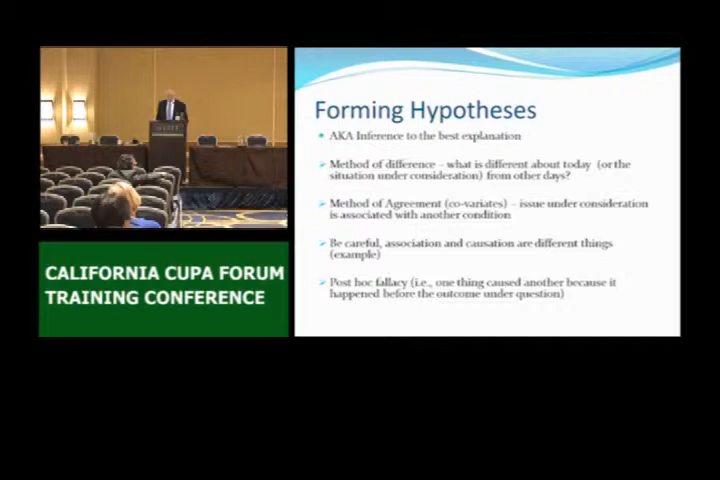 Forming Hypotheses
AKA Inference to the best explanation
Method of difference – what is different about today (or the
situation under consideration) from other days?
Method of Agreement (co-variates) – issue under consideration
is associated with another condition
Be careful, association and causation are different things
(example)
Post hoc fallacy (i.e., one thing caused another because it
happened before the outcome under question)
CALIFORNIA CUPA FORUM
TRAINING CONFERENCE